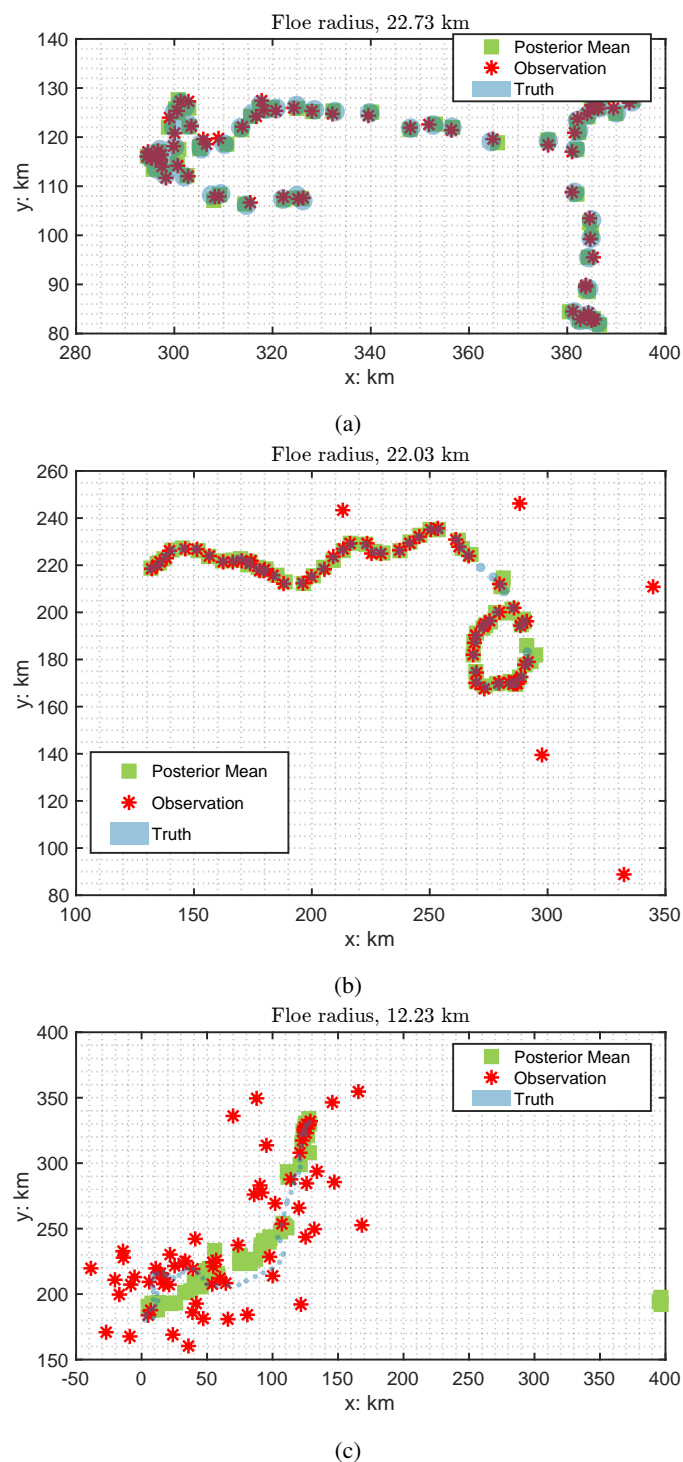 Floe radius, 22.73 km
140
130
120
110
100
90
80
y: km
Posterior Mean
Observation
Truth
280 300 320 340 360 380 400
x: km
(a)
Floe radius, 22.03 km
260
240
220
200
180
160
140
120
100
80
y: km
Posterior Mean
Observation
Truth
100 150 200 250 300 350
x: km
(b)
Floe radius, 12.23 km
400
350
300
250
200
150
y: km
Posterior Mean
Observation
Truth
-50 0 50 100 150 200 250 300 350 400
x: km
(c)